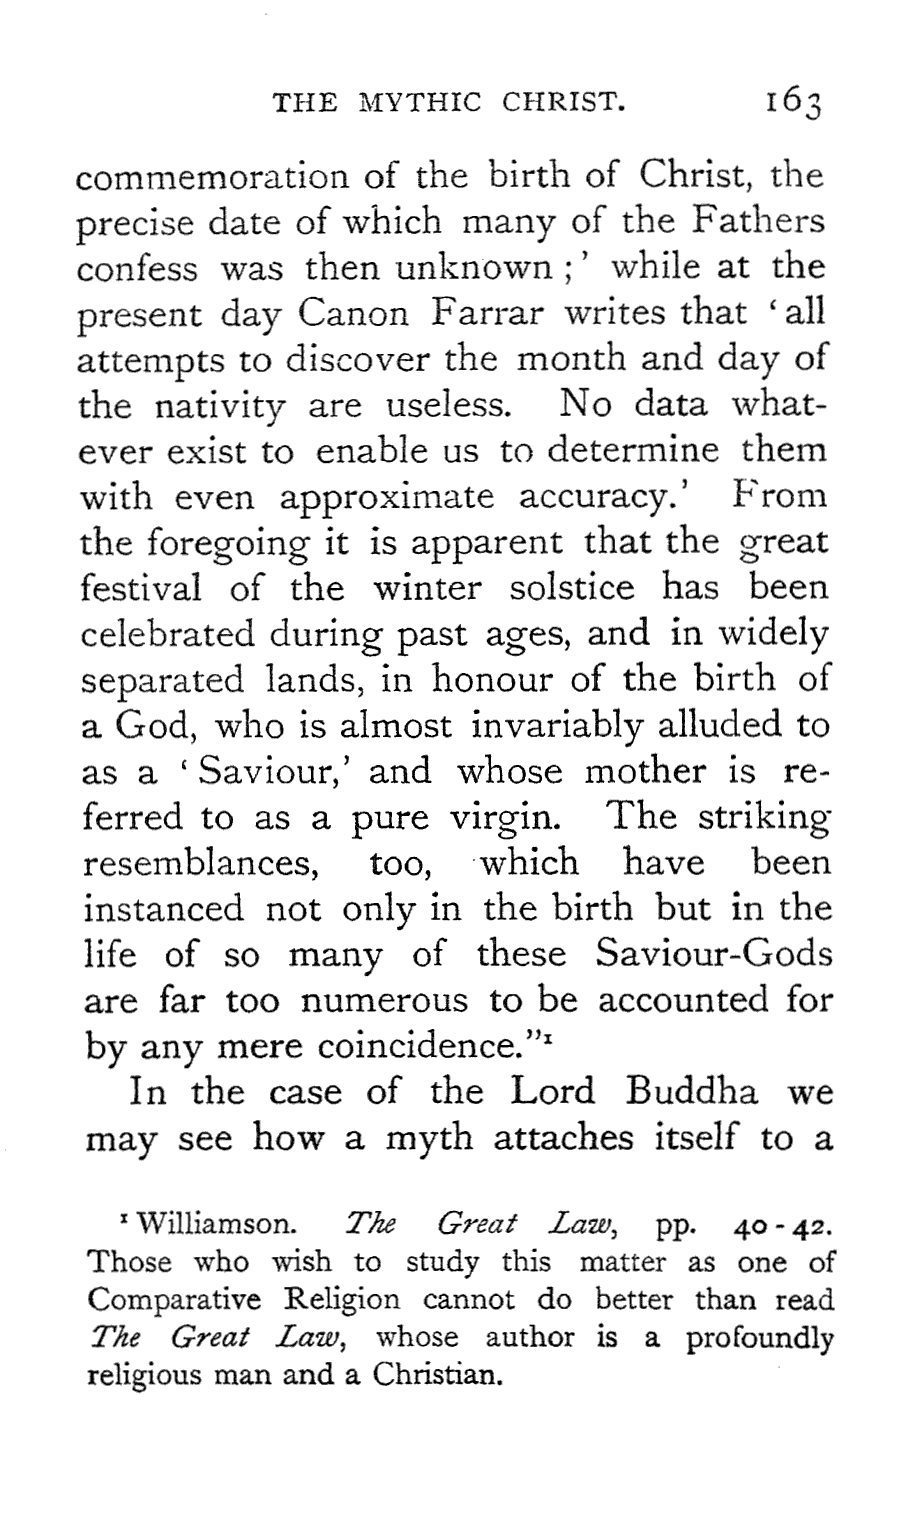 THE MYTHIC CHRIST. 163
commemoration of the birth of Christ, the
precise date of which many of the Fathers
confess was then unknown ;’ while at the
present day Canon Farrar writes that ‘all
attempts to discover the month and day of
the nativity are useless. No data what-
ever exist to enable us to determine them
with even approximate accuracy.’ From
the foregoing it is apparent that the great
festival of the winter solstice has been
celebrated during past ages, and in widely
separated lands, in honour of the birth of
a God, who is almost invariably alluded to
as a ‘Saviour,’ and whose mother is re-
ferred to as a pure virgin. The striking
resemblances, too, which have been
instanced not only in the birth but in the
life of so many of these Saviour-Gods
are far too numerous to be accounted for
by any mere coincidence.”¹
In the case of the Lord Buddha we
may see how a myth attaches itself to a
¹ Williamson. The Great Law, pp. 40-42.
Those who wish to study this matter as one of
Comparative Religion cannot do better than read
The Great Law, whose author is a profoundly
religious man and a Christian.